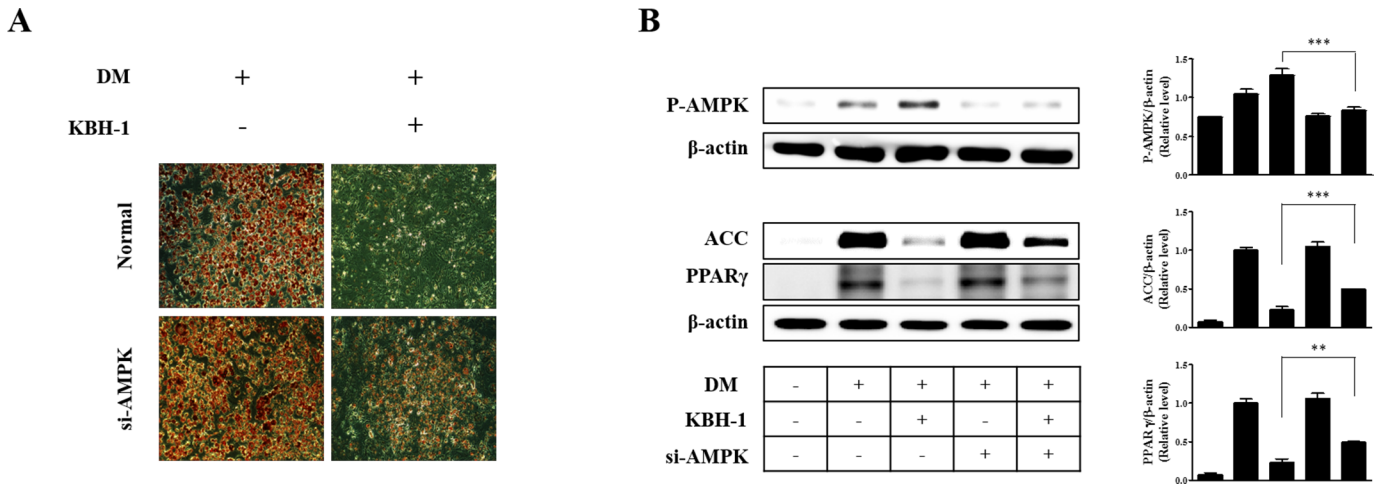 A
DM + +
KBH-1 - +
Normal
si-AMPK
B
P-AMPK
β-actin
ACC
PPARγ
β-actin
DM - + + + +
KBH-1 - - + - +
si-AMPK - - - + +
***
P-AMPK/β-actin
(Relative level)
1.5
1.0
0.5
0.0
***
ACC/β-actin
(Relative level)
1.5
1.0
0.5
0.0
**
PPAR γ/β-actin
(Relative level)
1.5
1.0
0.5
0.0